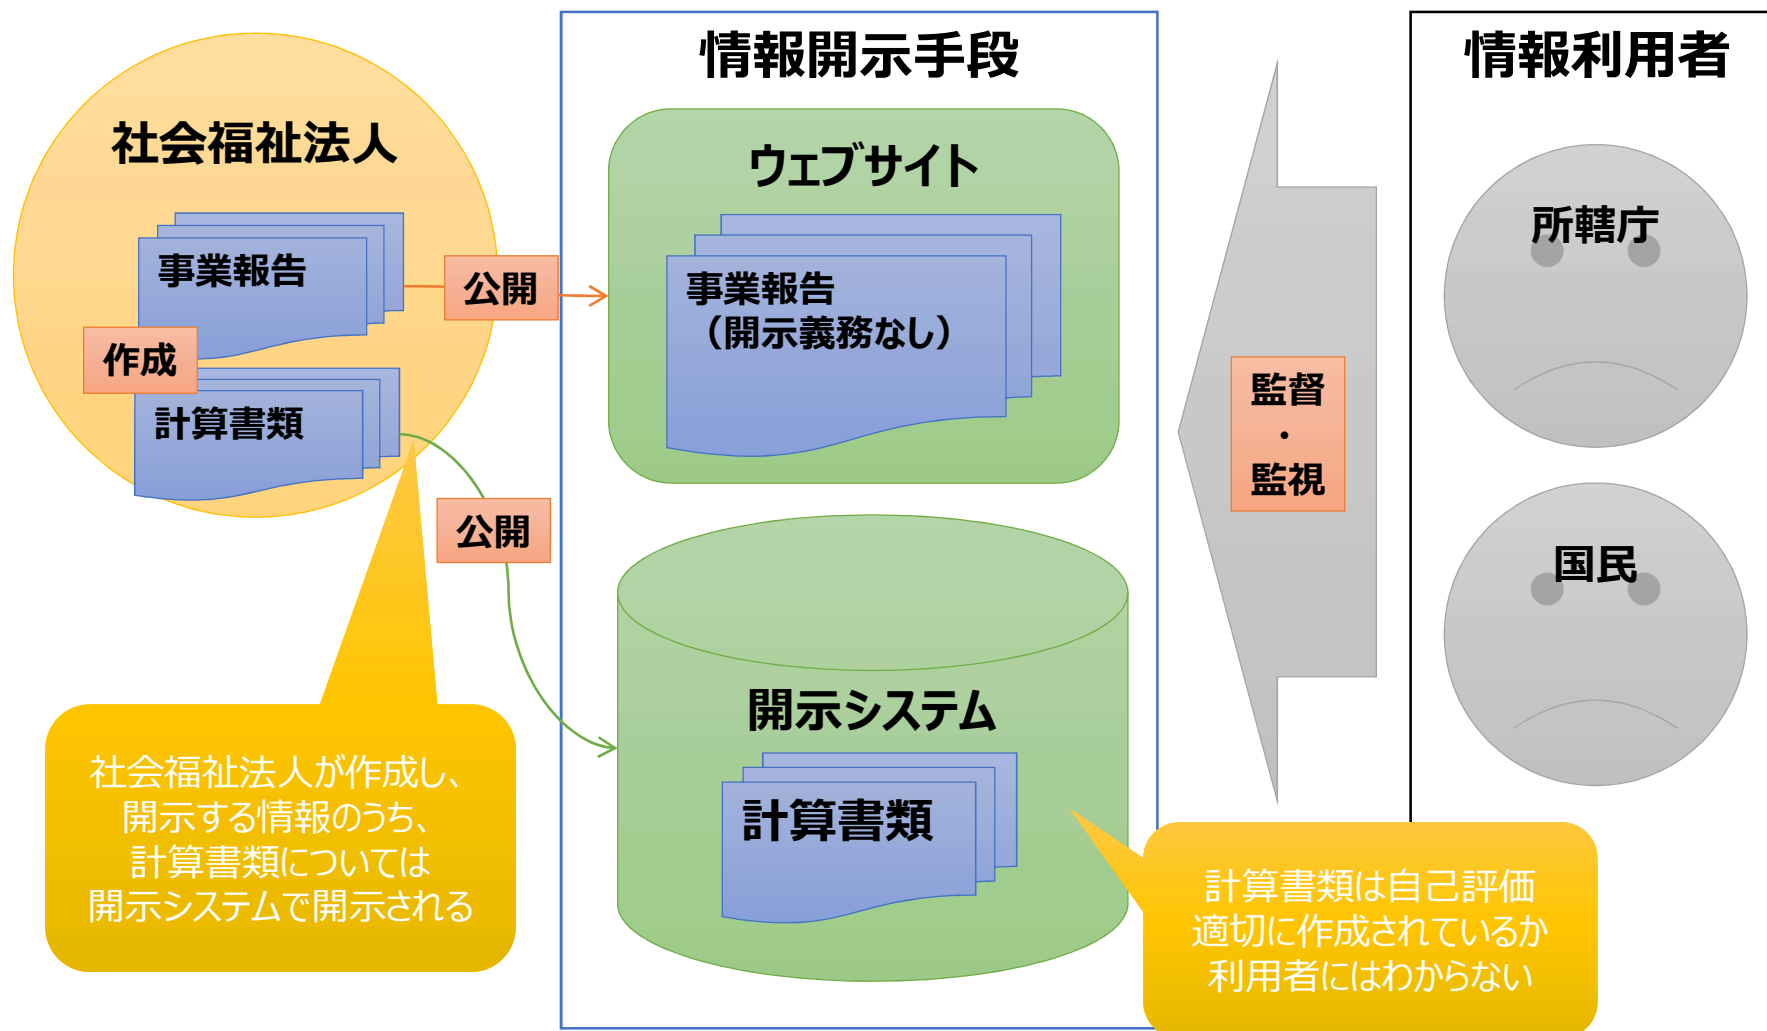 社会福祉法人
事業報告
作成
計算書類
公開
公開
社会福祉法人が作成し、
開示する情報のうち、
計算書類については
開示システムで開示される
情報開示手段
ウェブサイト
事業報告
（開示義務なし）
開示システム
計算書類
監督
・
監視
情報利用者
所轄庁
国民
計算書類は自己評価
適切に作成されているか
利用者にはわからない